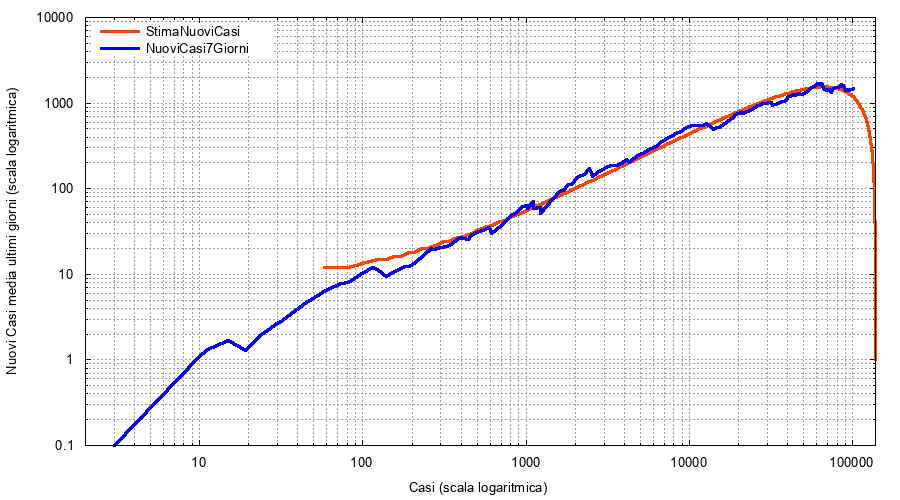 10000
1000
100
10
1
0.1
Nuovi Casi media ultimi giorni (scala logaritmica)
StimaNuoviCasi
NuoviCasi7Giorni
10
100
1000
10000
100000
Casi (scala logaritmica)